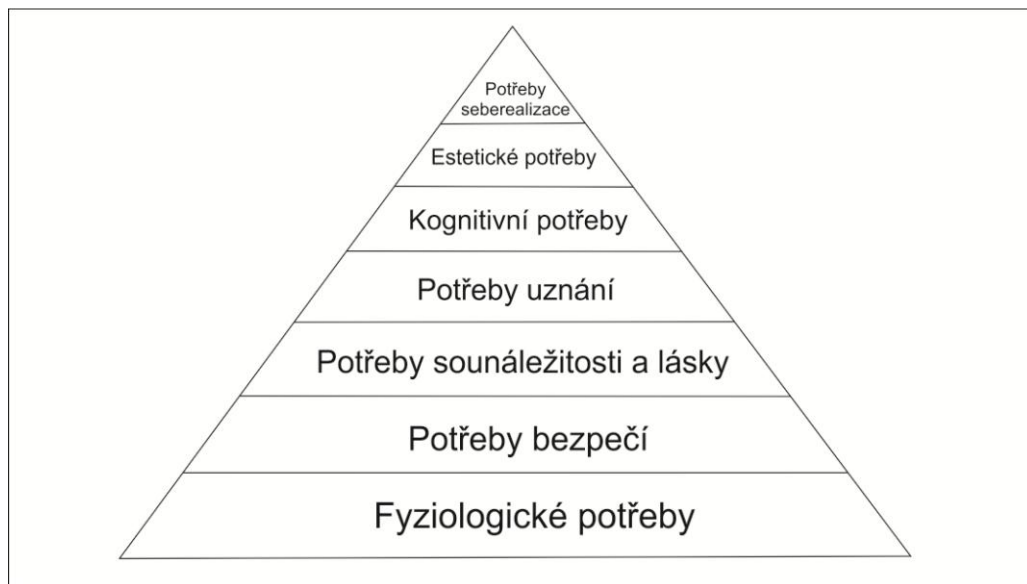 Potřeby
seberealizace
Estetické potřeby
Kognitivní potřeby
Potřeby uznání
Potřeby sounáležitosti a lásky
Potřeby bezpečí
Fyziologické potřeby